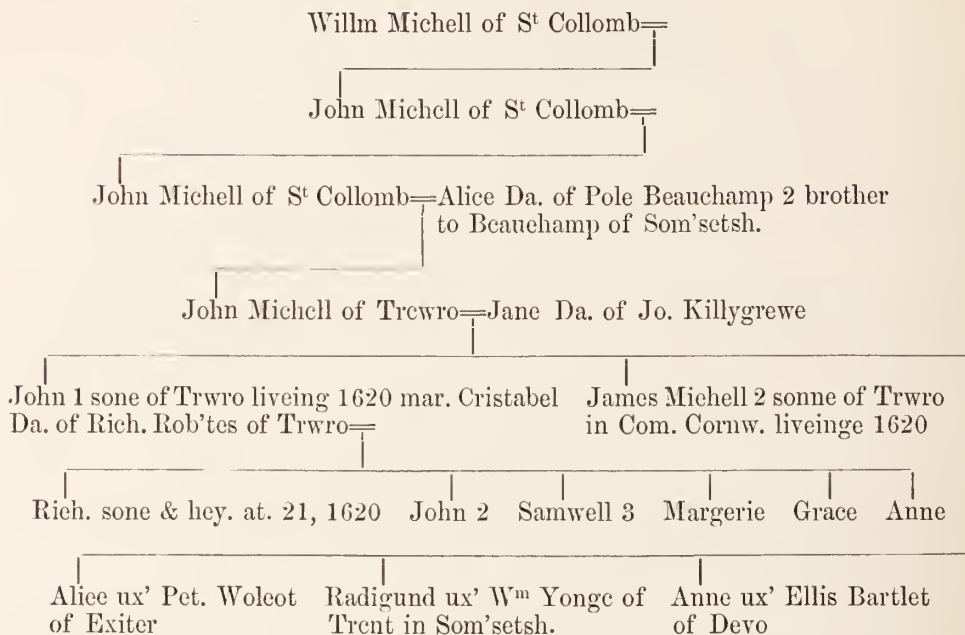 Willm Michell of Sᵗ Collomb=
John Michell of Sᵗ Collomb=
John Michell of Sᵗ Collomb=Alice Da. of Pole Beauchamp 2 brother
to Beauchamp of Som'setsh.
John Michell of Trewro=Jane Da. of Jo. Killygrewe
John 1 sone of Trwro liveing 1620 mar. Cristabel
Da. of Rich. Rob'tes of Trwro=
James Michell 2 sonne of Trwro
in Com. Cornw. liveinge 1620
Rich. sone & hey. at. 21, 1620 John 2 Samwell 3 Margerie Grace Anne
Alice ux' Pet. Wolcot
of Exiter
Radigund ux' Wᵐ Yonge of
Trent in Som'setsh.
Anne ux' Ellis Bartlet
of Devo